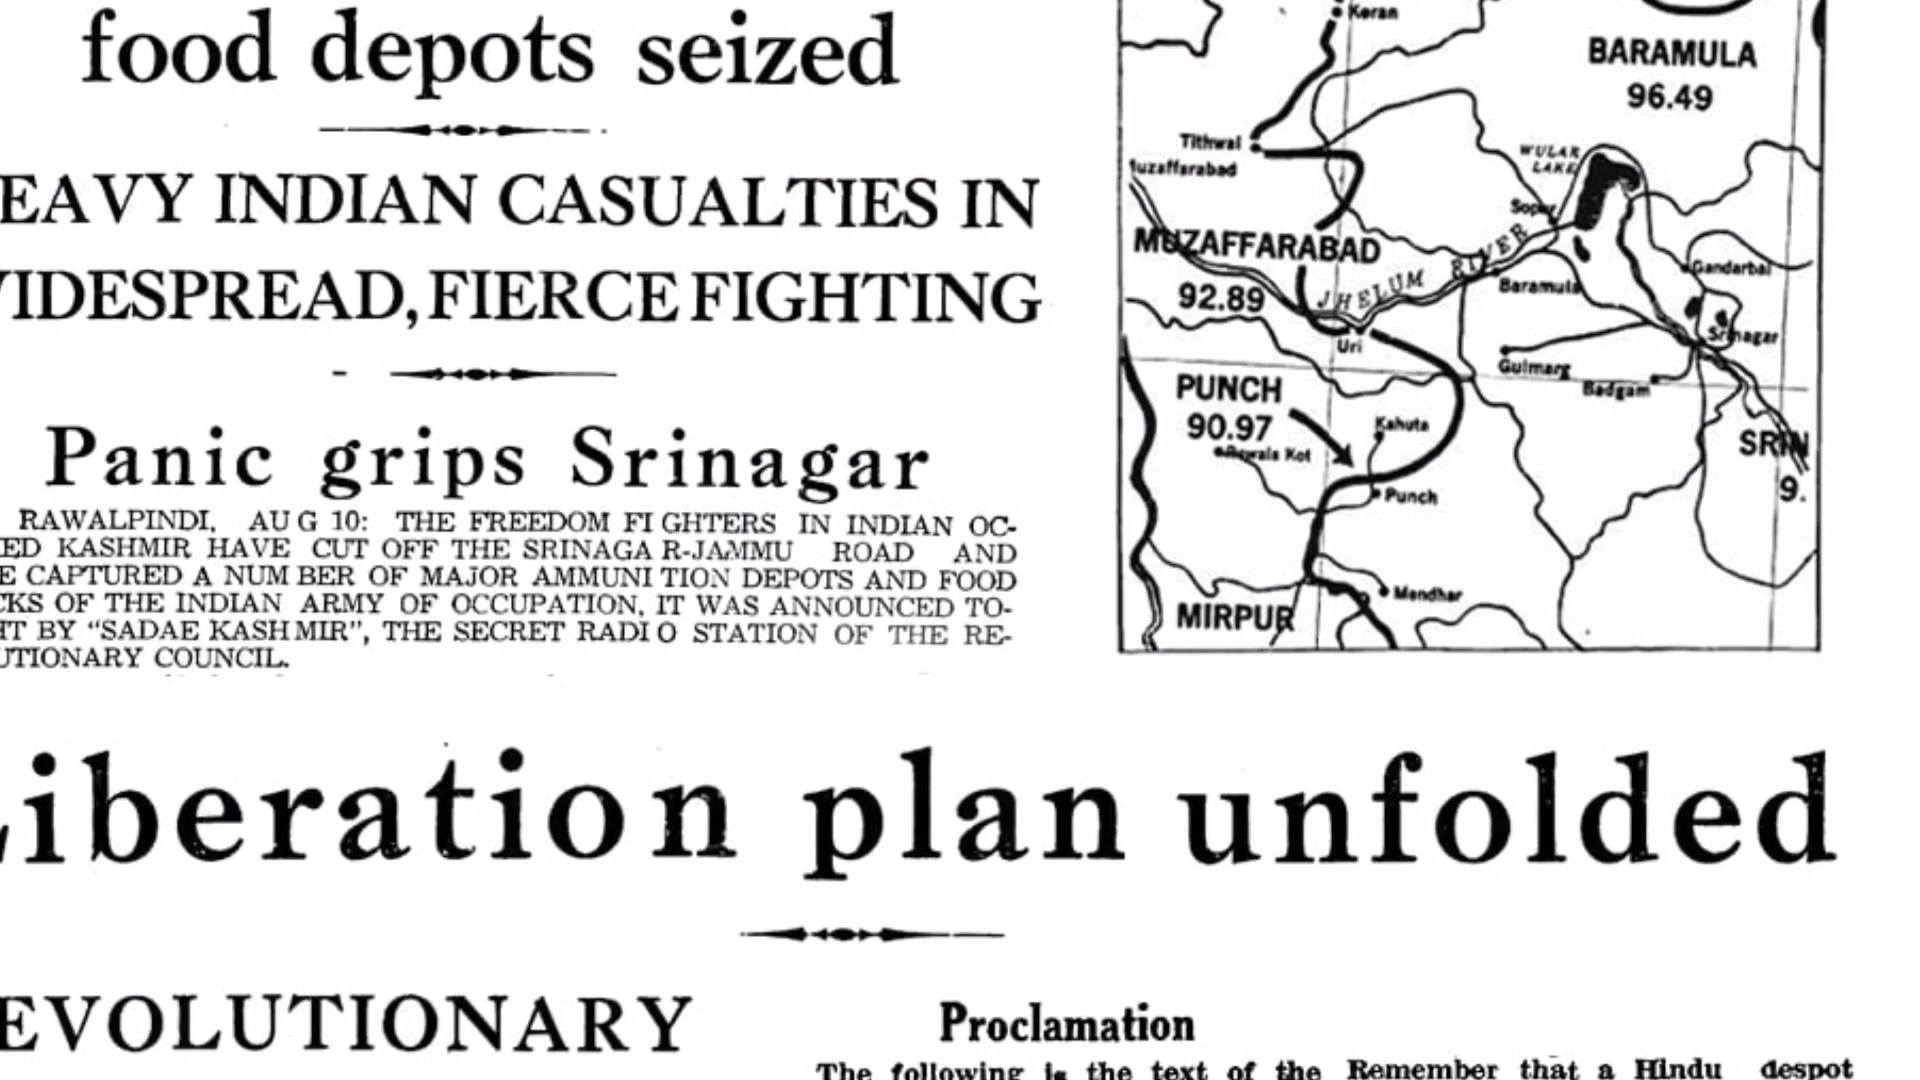 food depots seized
EAVY INDIAN CASUALTIES IN
IDESPREAD, FIERCE FIGHTING
Panic grips Srinagar
RAWALPINDI, AUG 10: THE FREEDOM FIGHTERS IN INDIAN OC-
ED KASHMIR HAVE CUT OFF THE SRINAGAR-JAMMU ROAD AND
E CAPTURED A NUMBER OF MAJOR AMMUNITION DEPOTS AND FOOD
CKS OF THE INDIAN ARMY OF OCCUPATION, IT WAS ANNOUNCED TO-
HT BY "SADAE KASHMIR", THE SECRET RADIO STATION OF THE RE-
UTIONARY COUNCIL.
Keran
BARAMULA
96.49
Tithwal
uzaffarabad
WULAR
LAKE
Sopur
MUZAFFARABAD
92.89
JHELUM RIVER
Gandarbal
Baramula
Srinagar
Uri
Gulmarg
Badgam
PUNCH
90.97
Kahuta
Rawala Kot
Punch
SRIN
9.
Mendhar
MIRPUR
Liberation plan unfolded
EVOLUTIONARY
Proclamation
The following is the text of the
Remember that a Hindu despot